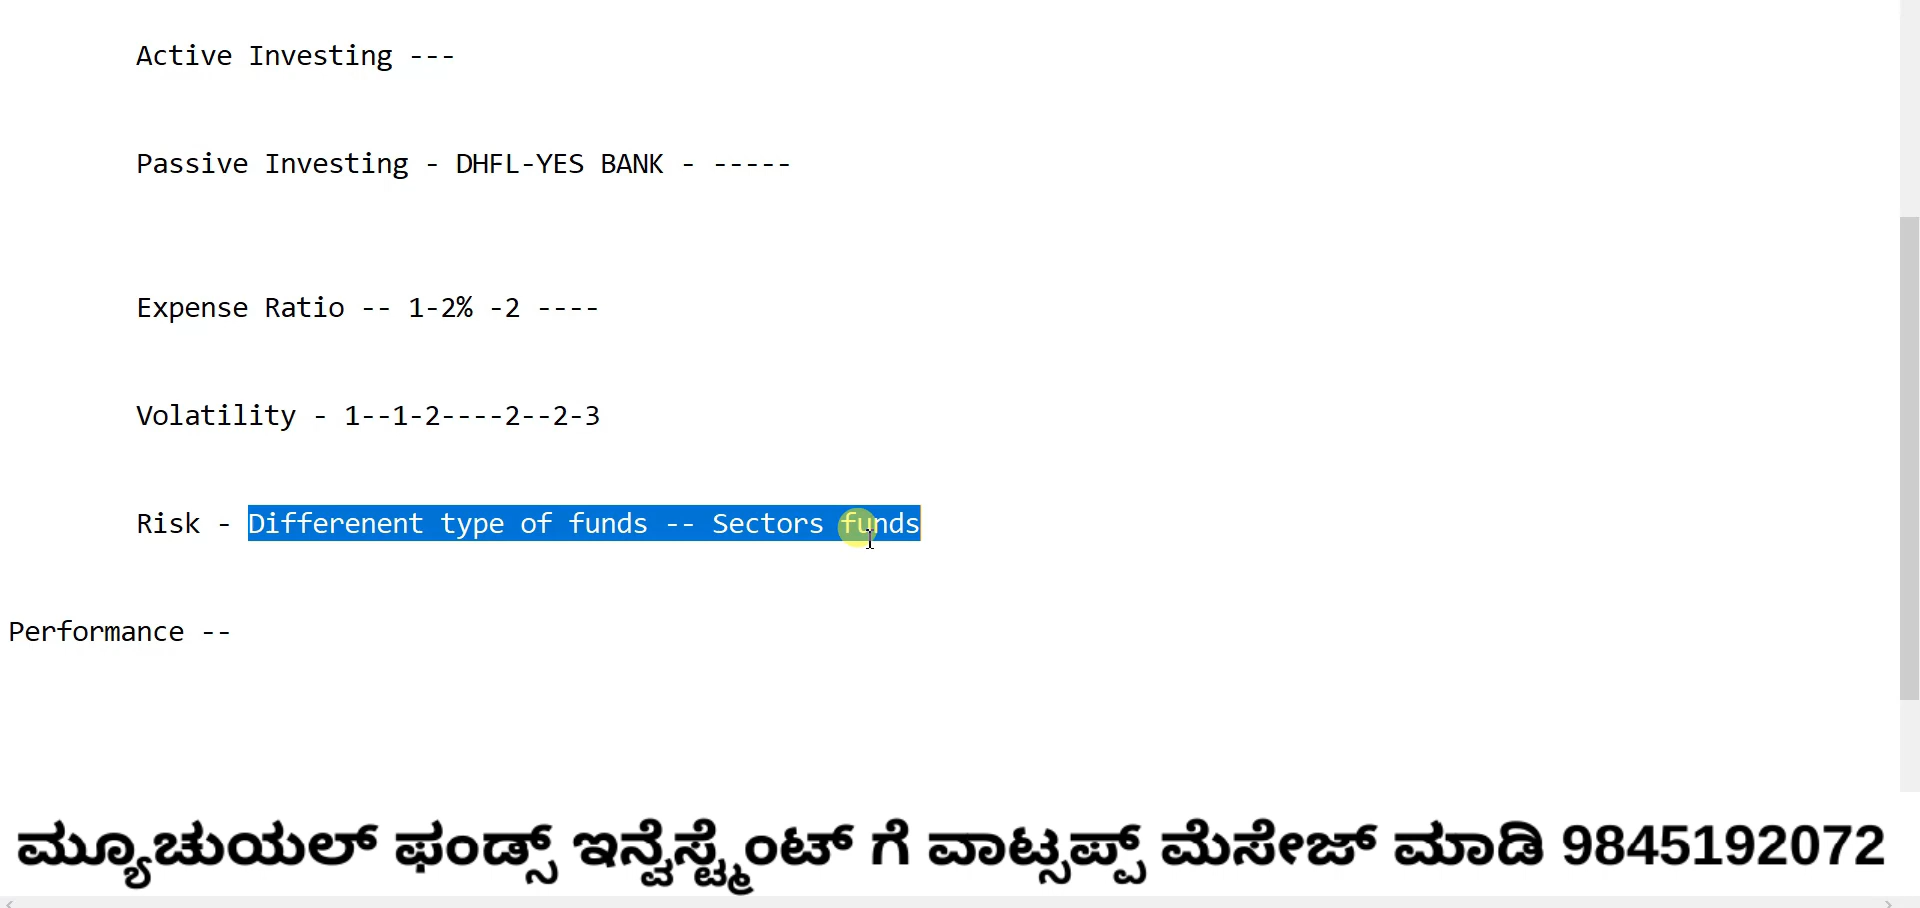 Active Investing ---
Passive Investing - DHFL-YES BANK - -----
Expense Ratio -- 1-2% -2 ----
Volatility - 1--1-2----2--2-3
Risk - Differenent type of funds -- Sectors funds
Performance --
ಮ್ಯೂಚುಯಲ್ ಫಂಡ್ಸ್ ಇನ್ವೆಸ್ಟ್ಮೆಂಟ್ ಗೆ ವಾಟ್ಸಪ್ಪ್ ಮೆಸೇಜ್ ಮಾಡಿ 9845192072